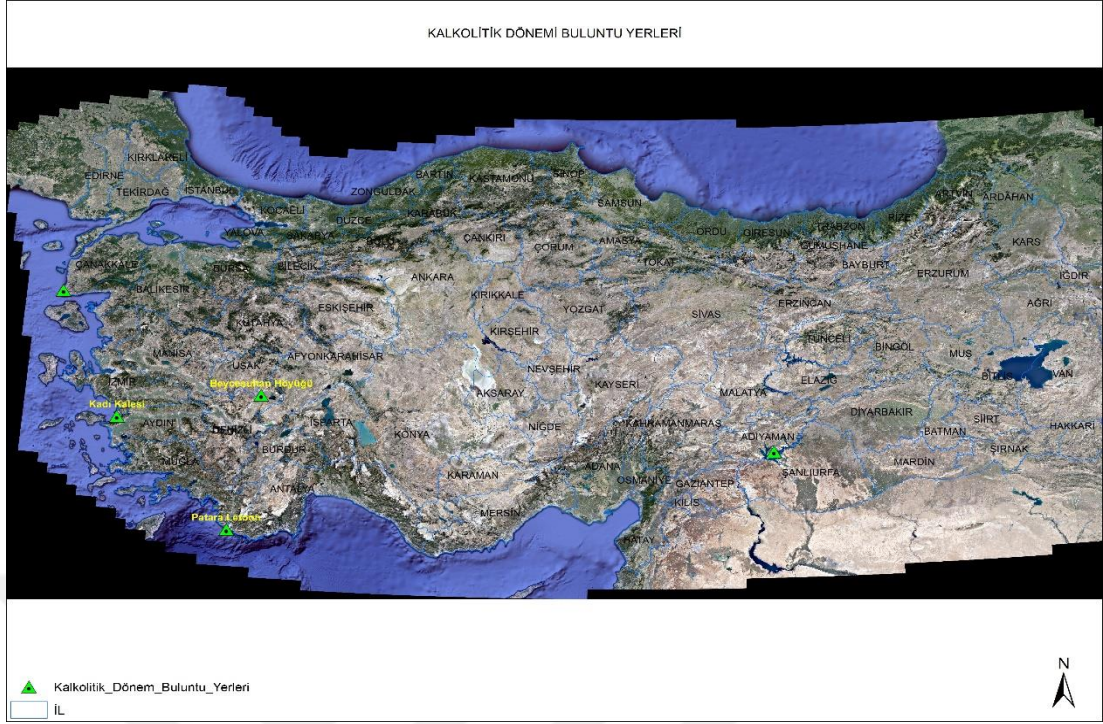 KALKOLİTİK DÖNEMİ BULUNTU YERLERİ
KIRKLARELİ
EDİRNE
TEKİRDAĞ
İSTANBUL
KOCAELİ
YALOVA
SAKARYA
DÜZCE
ZONGULDAK
BARTIN
KARABÜK
KASTAMONU
SİNOP
SAMSUN
ORDU
GİRESUN
TRABZON
RİZE
ARTVİN
ARDAHAN
KARS
IĞDIR
GÜMÜŞHANE
BAYBURT
ERZURUM
AĞRI
ÇANKIRI
ÇORUM
AMASYA
TOKAT
BOLU
ÇANAKKALE
BALIKESİR
BURSA
BİLECİK
ESKİŞEHİR
ANKARA
KIRIKKALE
YOZGAT
SİVAS
ERZİNCAN
TUNCELİ
BİNGÖL
MUŞ
BİTLİS
VAN
KÜTAHYA
MANİSA
UŞAK
AFYONKARAHİSAR
KIRŞEHİR
NEVŞEHİR
KAYSERİ
AKSARAY
MALATYA
ELAZIĞ
DİYARBAKIR
BATMAN
SİİRT
ŞIRNAK
HAKKARİ
İZMİR
Beycesultan Höyüğü
Kadı Kalesi
AYDIN
DENİZLİ
ISPARTA
BURDUR
KONYA
NİĞDE
KAHRAMANMARAŞ
ADIYAMAN
ŞANLIURFA
MARDİN
MUĞLA
ANTALYA
KARAMAN
MERSİN
ADANA
OSMANİYE
GAZİANTEP
KİLİS
HATAY
Patara Letoon
N
Kalkolitik_Dönem_Buluntu_Yerleri
İL